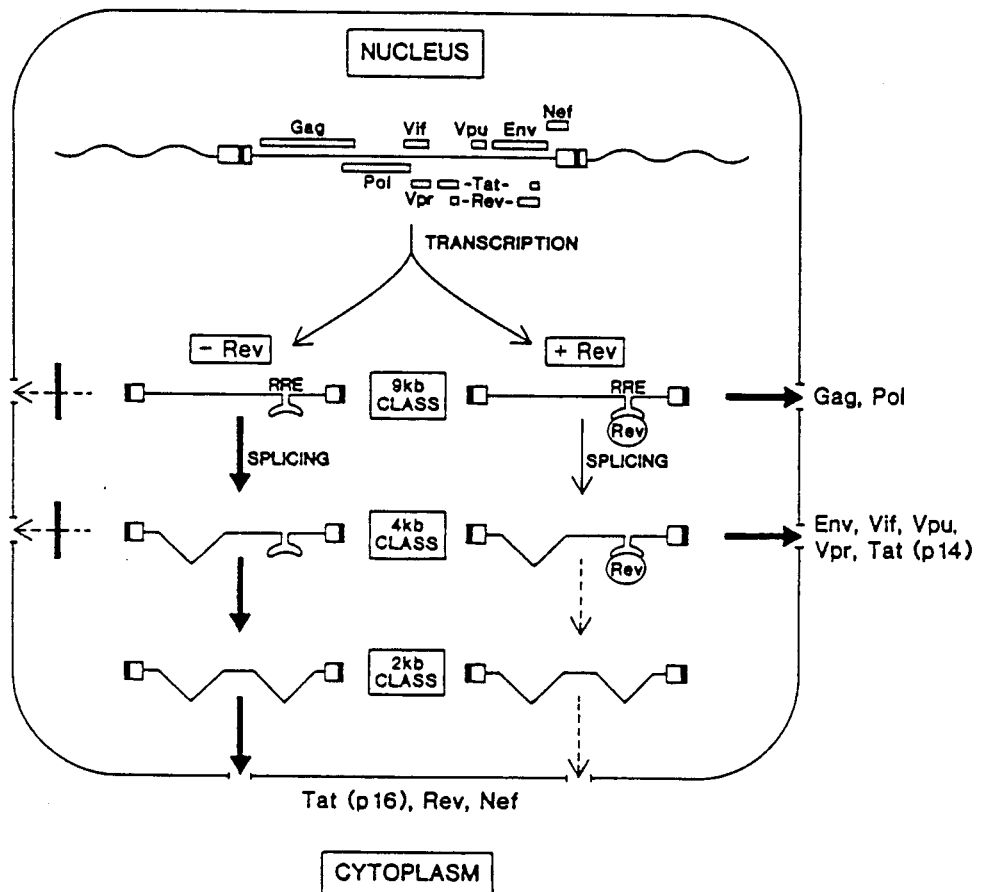 NUCLEUS
Nef
Gag Vif Vpu Env
Pol -Tat-
Vpr -Rev-
TRANSCRIPTION
- Rev + Rev
RRE 9kb RRE
CLASS
Gag, Pol
Rev
SPLICING SPLICING
4kb
CLASS
Env, Vif, Vpu,
Vpr, Tat (p14)
Rev
2kb
CLASS
Tat (p16), Rev, Nef
CYTOPLASM